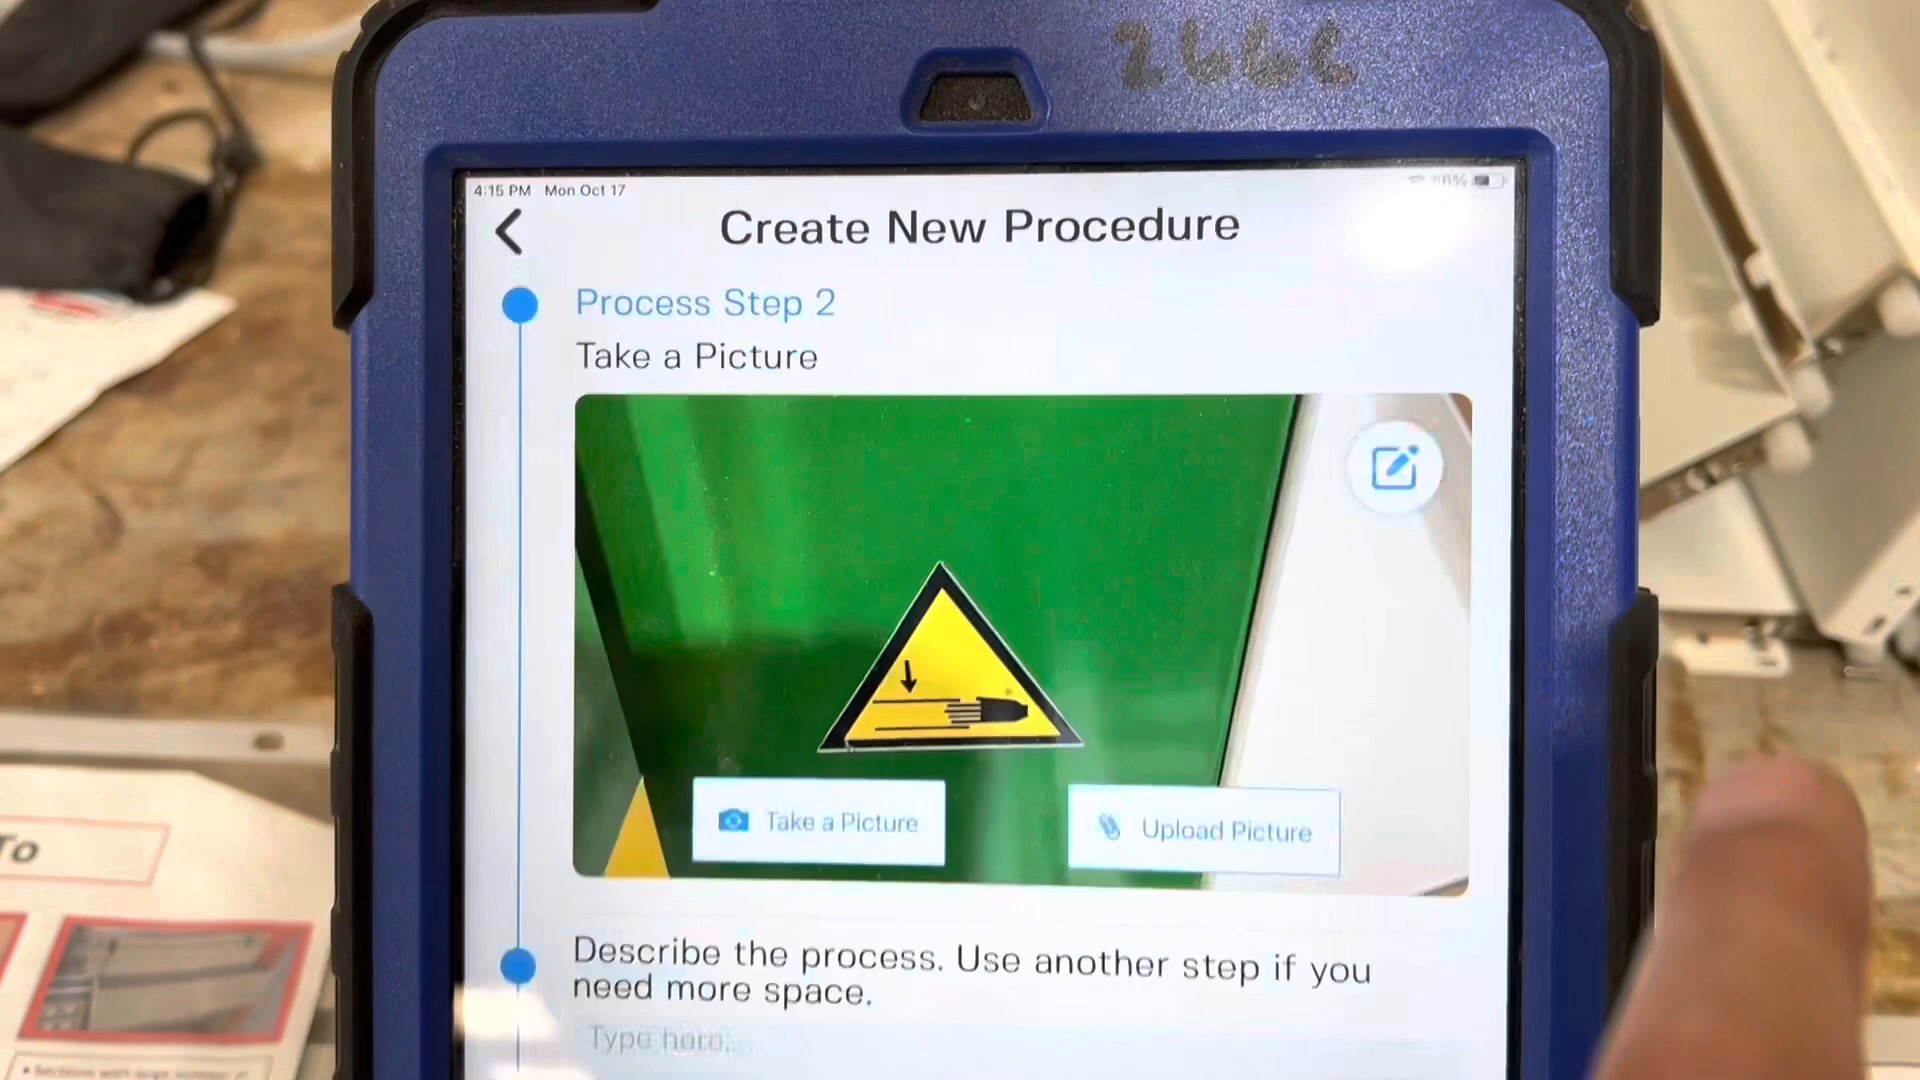 2666
4:15 PM Mon Oct 17
Create New Procedure
Process Step 2
Take a Picture
Take a Picture
Upload Picture
Describe the process. Use another step if you
need more space.
Type here.
To